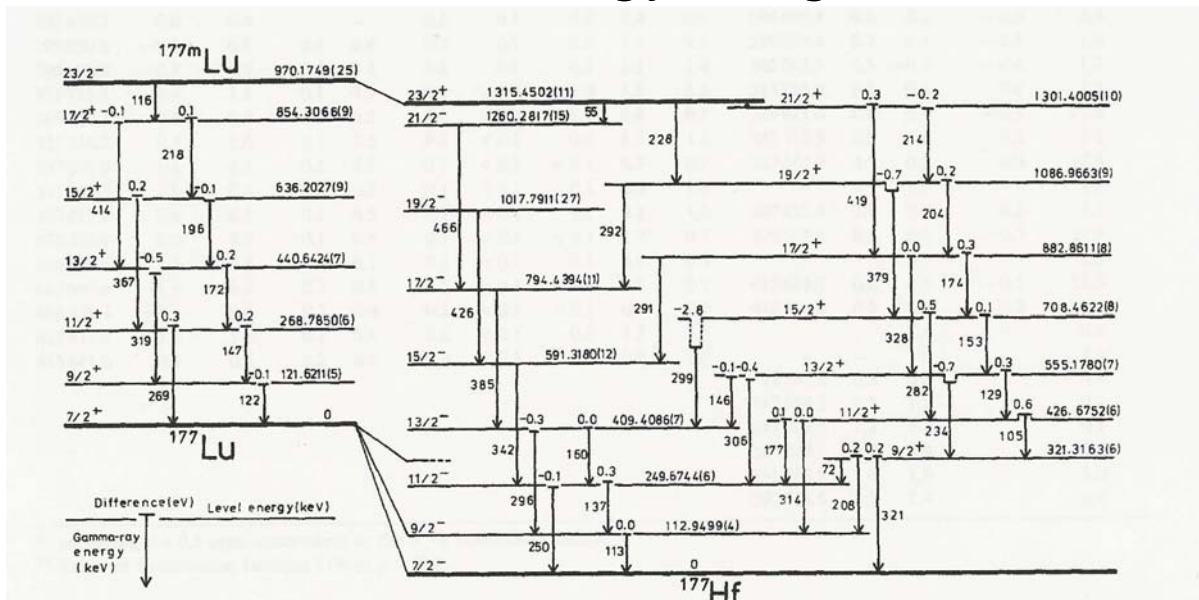 177m Lu
23/2⁻ 970.1749(25)
116
17/2⁺ -0.1 0.1 854.3066(9)
218
15/2⁺ 0.2 -0.1 636.2027(9)
414
196
13/2⁺ -0.5 0.2 440.6424(7)
367
172
11/2⁺ 0.3 0.2 268.7850(6)
319
147
9/2⁺ -0.1 121.6211(5)
269
122
7/2⁺ 0
177 Lu
Difference(eV) Level energy(keV)
Gamma-ray
energy
(keV)
23/2⁺ 1315.4502(11)
55
21/2⁻ 1260.2817(15)
228
21/2⁺ 0.3 -0.2 1301.4005(10)
214
19/2⁺ -0.7 0.2 1086.9663(9)
19/2⁻ 1017.7911(27)
466
292
419
204
17/2⁺ 0.0 0.3 882.8611(8)
17/2⁻ 794.4394(11)
379
174
426
291
-2.8 15/2⁺ 0.5 0.1 708.4622(8)
328
153
15/2⁻ 591.3180(12)
299
-0.1 -0.4 13/2⁺ -0.7 0.3 555.1780(7)
385
146
282
129
13/2⁻ -0.3 0.0 409.4086(7)
0.1 0.0 11/2⁺ 0.6 426.6752(6)
306
234
105
342
160
177
0.2 0.2 9/2⁺ 321.3163(6)
72
11/2⁻ -0.1 0.3 249.6744(6)
296
137
314
208
321
9/2⁻ 0.0 112.9499(4)
250
113
7/2⁻ 0
177 Hf